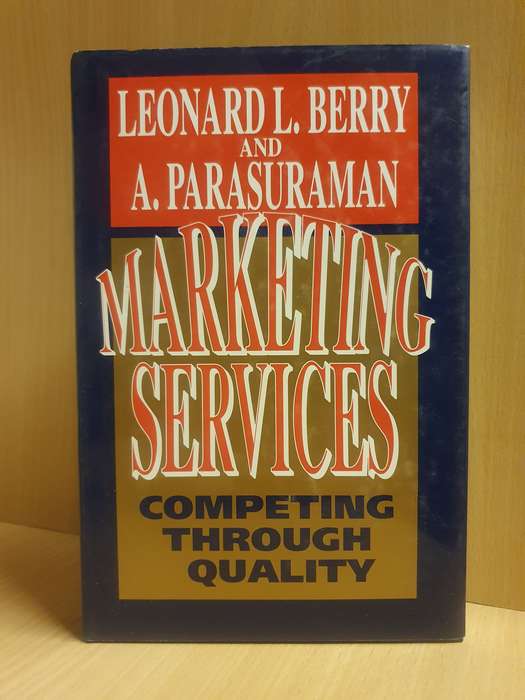 LEONARD L. BERRY
AND
A. PARASURAMAN
MARKETING
SERVICES
COMPETING
THROUGH
QUALITY